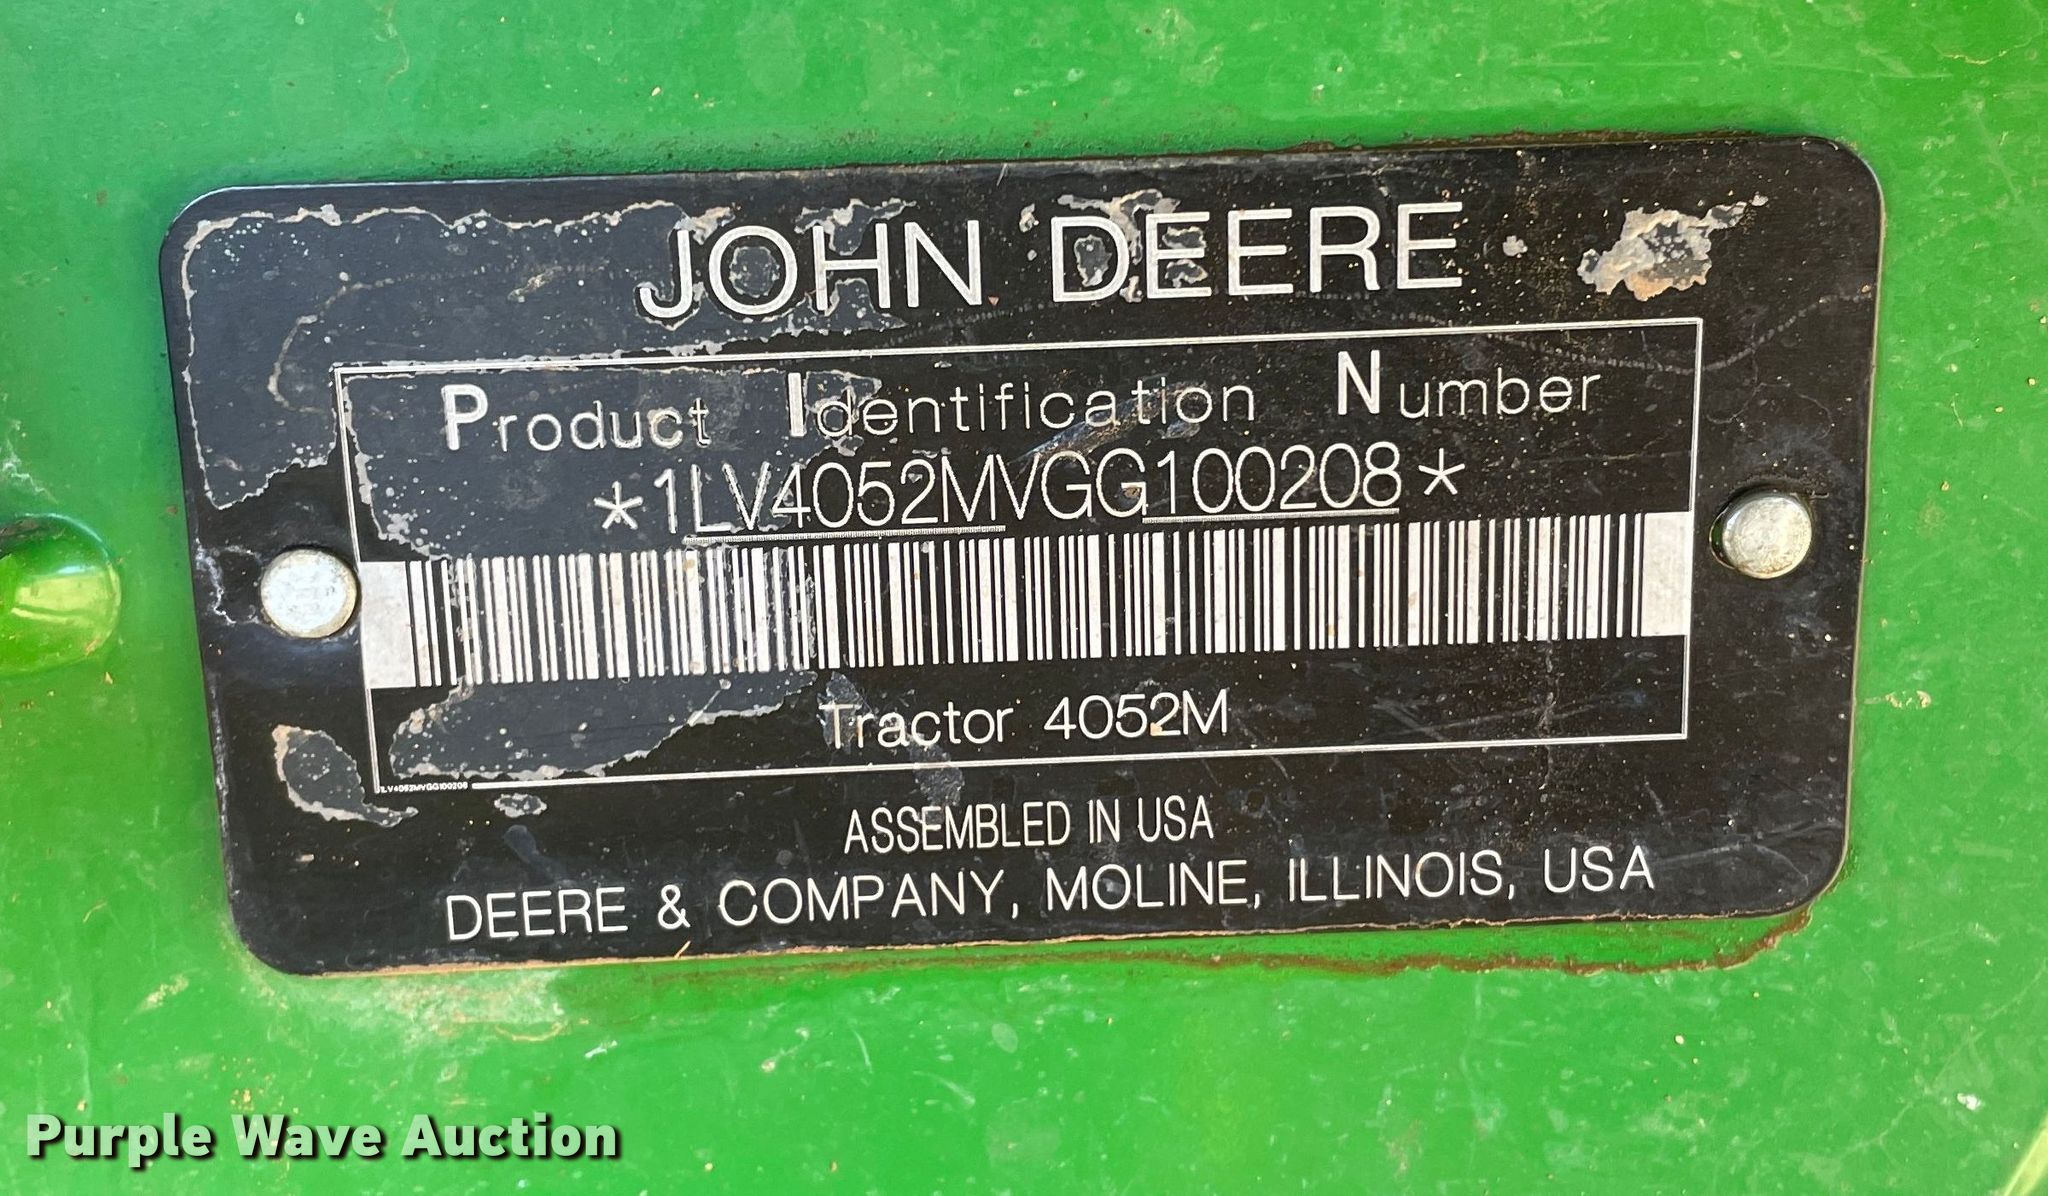 JOHN DEERE
Product Identification Number
*1LV4052MVGG100208*
Tractor 4052M
1LV4052MVGG100208
ASSEMBLED IN USA
DEERE & COMPANY, MOLINE, ILLINOIS, USA
Purple Wave Auction